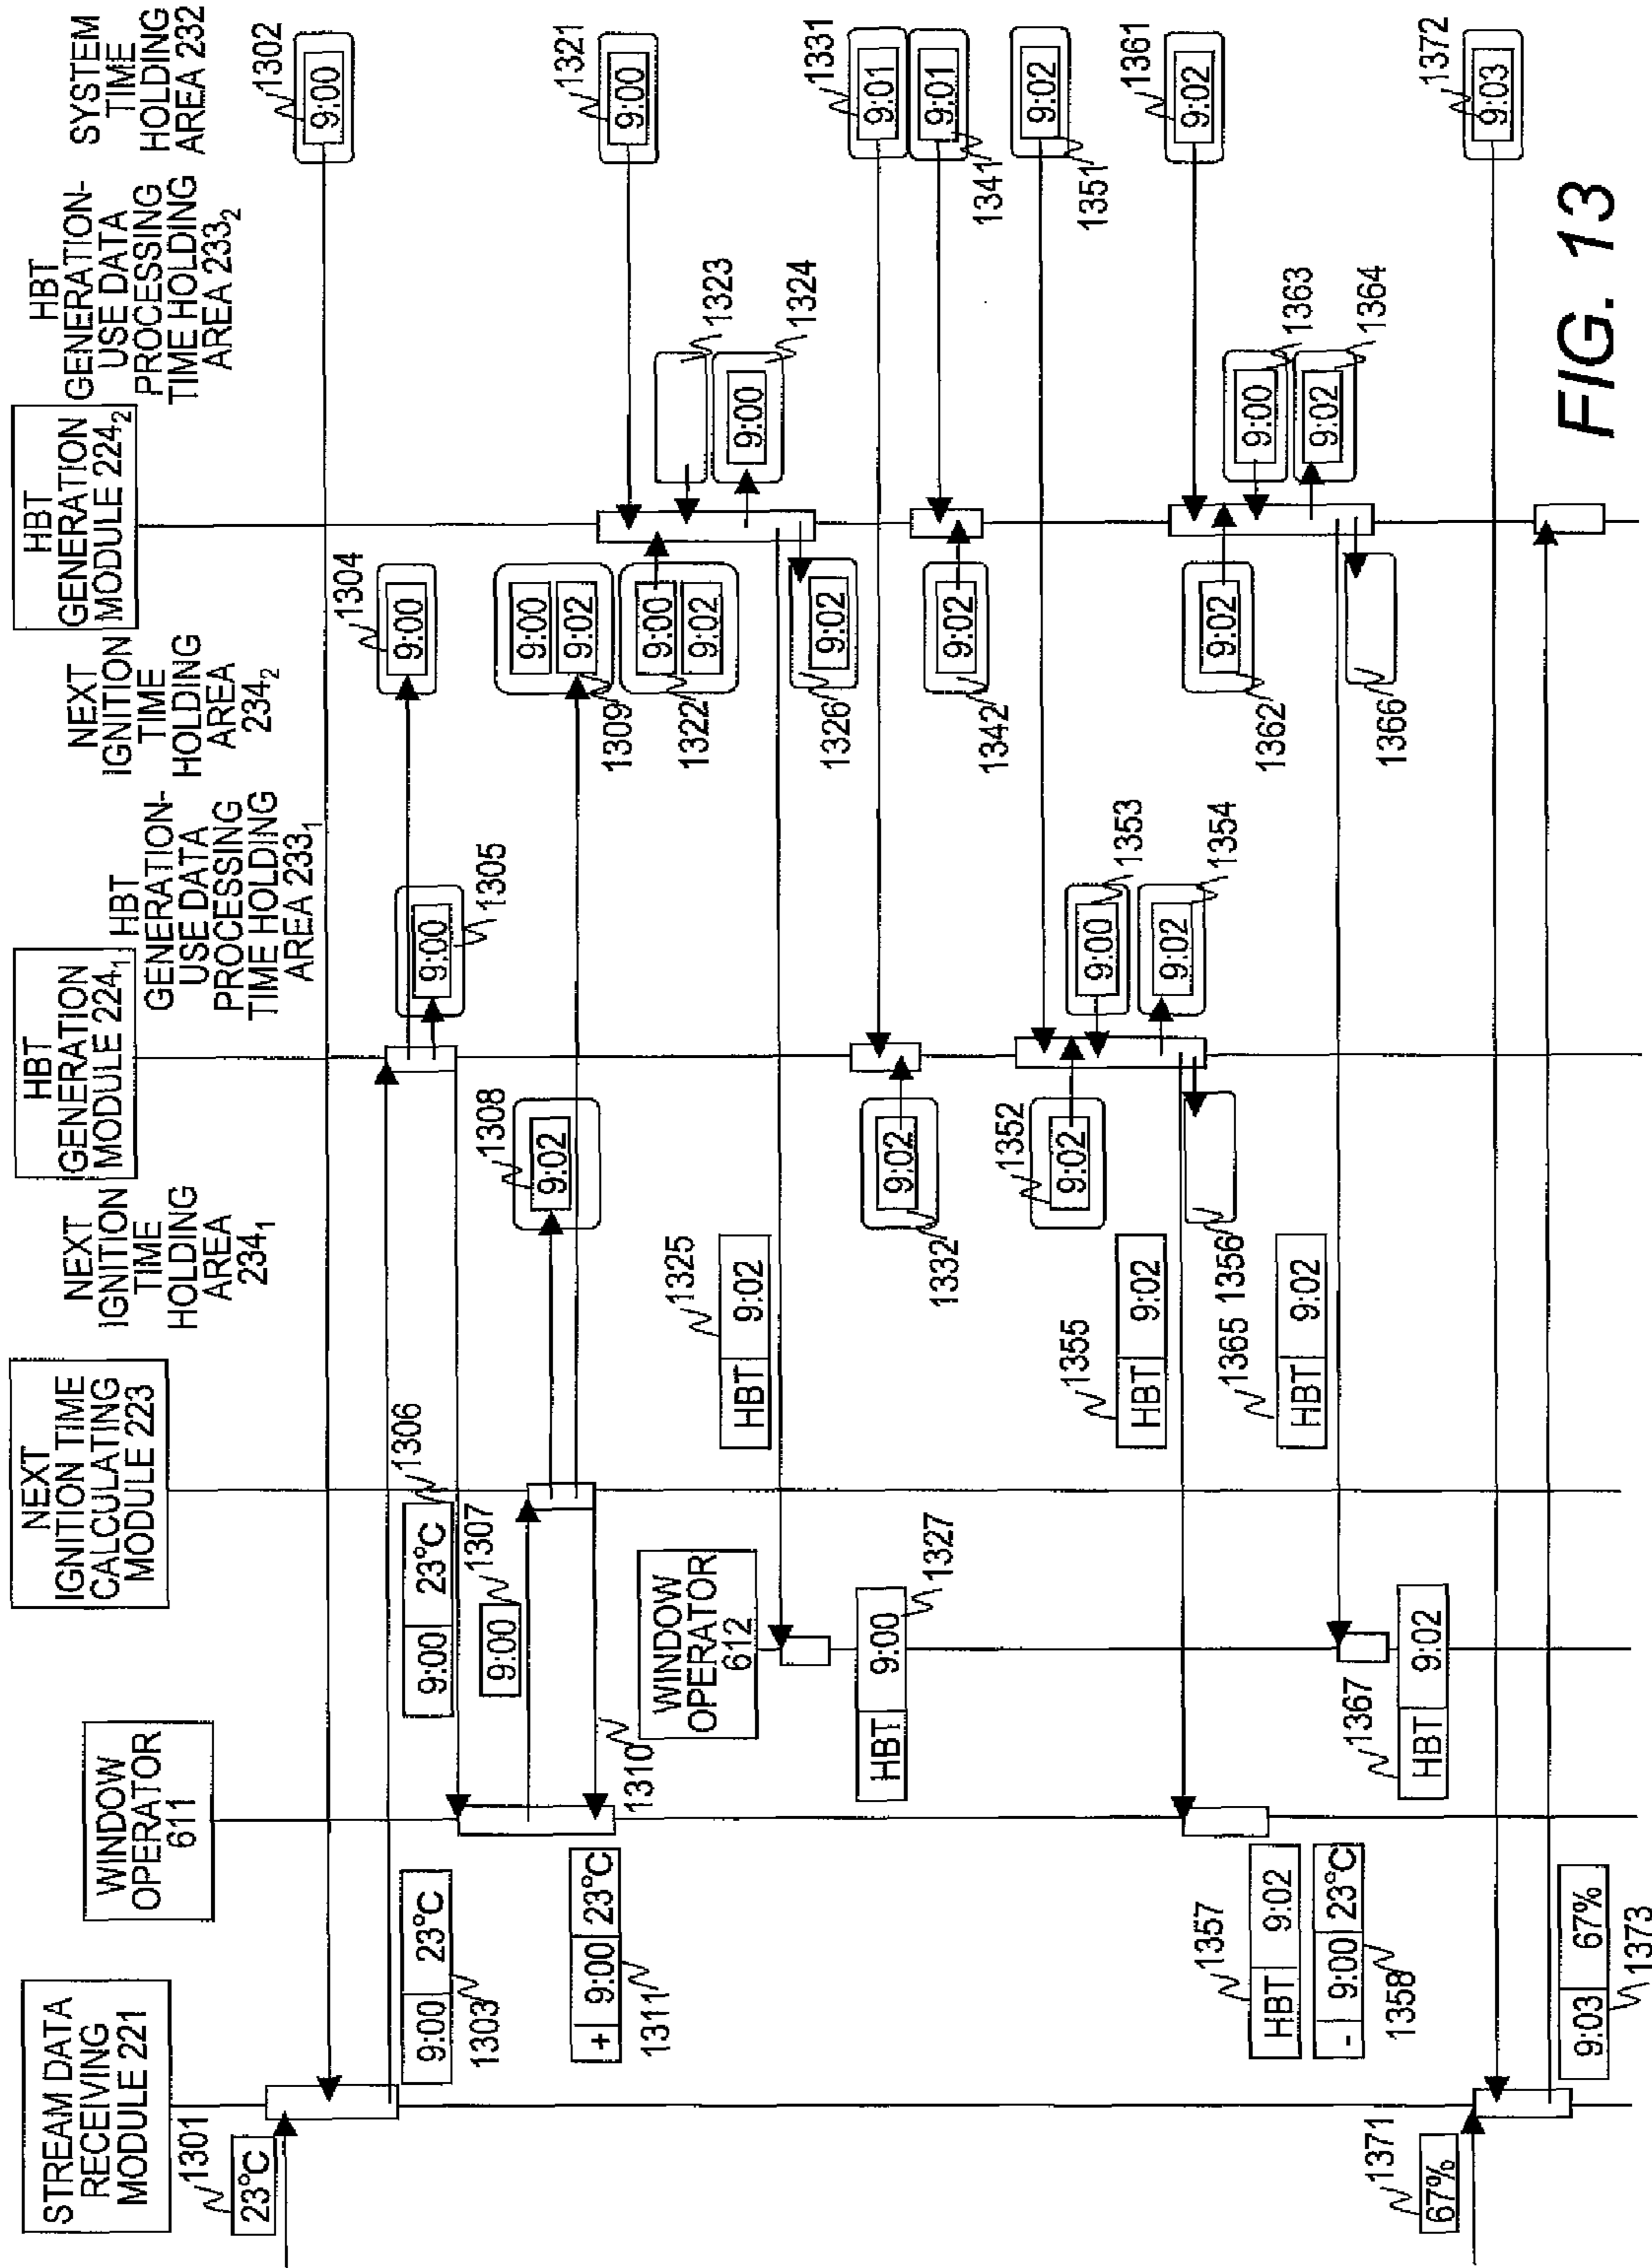 STREAM DATA
RECEIVING
MODULE 221
WINDOW
OPERATOR
611
NEXT
IGNITION TIME
CALCULATING
MODULE 223
NEXT
IGNITION
TIME
HOLDING
AREA
234₁
HBT
GENERATION
MODULE 224₁
HBT
GENERATION-
USE DATA
PROCESSING
TIME HOLDING
AREA 233₁
NEXT
IGNITION
TIME
HOLDING
AREA
234₂
HBT
GENERATION
MODULE 224₂
HBT
GENERATION-
USE DATA
PROCESSING
TIME HOLDING
AREA 233₂
SYSTEM
TIME
HOLDING
AREA 232
1301
23°C
9:00
1302
9:00 23°C
1303
9:00
1304
9:00
1305
9:00 23°C
1306
9:00
1307
9:02
1308
9:00
9:02
1309
1310
+ 9:00 23°C
1311
WINDOW
OPERATOR
612
9:00
1321
9:00
9:02
1322
1323
9:00
1324
HBT 9:02
1325
9:02
1326
HBT 9:00
1327
9:01
1331
9:02
1332
9:01
1341
9:02
1342
9:02
1351
9:02
1352
9:00
1353
9:02
1354
HBT 9:02
1355
1356
HBT 9:02
1357
- 9:00 23°C
1358
9:02
1361
9:02
1362
9:00
1363
9:02
1364
HBT 9:02
1365
1366
HBT 9:02
1367
67%
1371
9:03
1372
9:03 67%
1373
FIG. 13